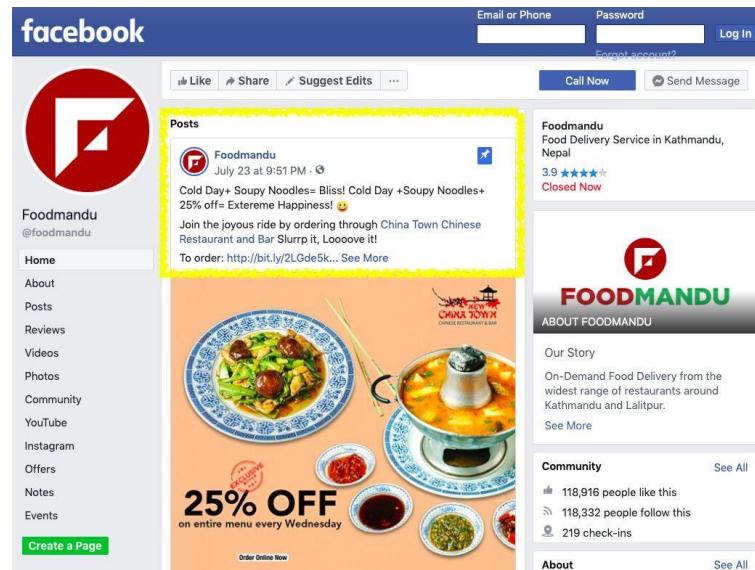 facebook
Email or Phone
Password
Log In
Forgot account?
Like
Share
Suggest Edits
...
Call Now
Send Message
Foodmandu
@foodmandu
Home
About
Posts
Reviews
Videos
Photos
Community
YouTube
Instagram
Offers
Notes
Events
Create a Page
Posts
Foodmandu
July 23 at 9:51 PM ·
Cold Day+ Soupy Noodles= Bliss! Cold Day +Soupy Noodles+
25% off= Extereme Happiness! 😀
Join the joyous ride by ordering through China Town Chinese
Restaurant and Bar Slurrp it, Loooove it!
To order: http://bit.ly/2LGde5k... See More
NEW
CHINA TOWN
CHINESE RESTAURANT & BAR
EXCLUSIVE
25% OFF
on entire menu every Wednesday
Order Online Now
Foodmandu
Food Delivery Service in Kathmandu,
Nepal
3.9 ★★★★☆
Closed Now
FOODMANDU
ABOUT FOODMANDU
Our Story
On-Demand Food Delivery from the
widest range of restaurants around
Kathmandu and Lalitpur.
See More
Community
See All
118,916 people like this
118,332 people follow this
219 check-ins
About
See All